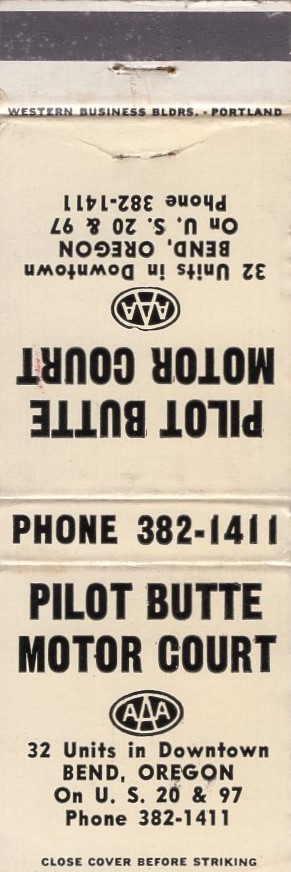 WESTERN BUSINESS BLDRS. • PORTLAND
PILOT BUTTE
MOTOR COURT
AAA
32 Units in Downtown
BEND, OREGON
On U. S. 20 & 97
Phone 382-1411
PHONE 382-1411
PILOT BUTTE
MOTOR COURT
AAA
32 Units in Downtown
BEND, OREGON
On U. S. 20 & 97
Phone 382-1411
CLOSE COVER BEFORE STRIKING